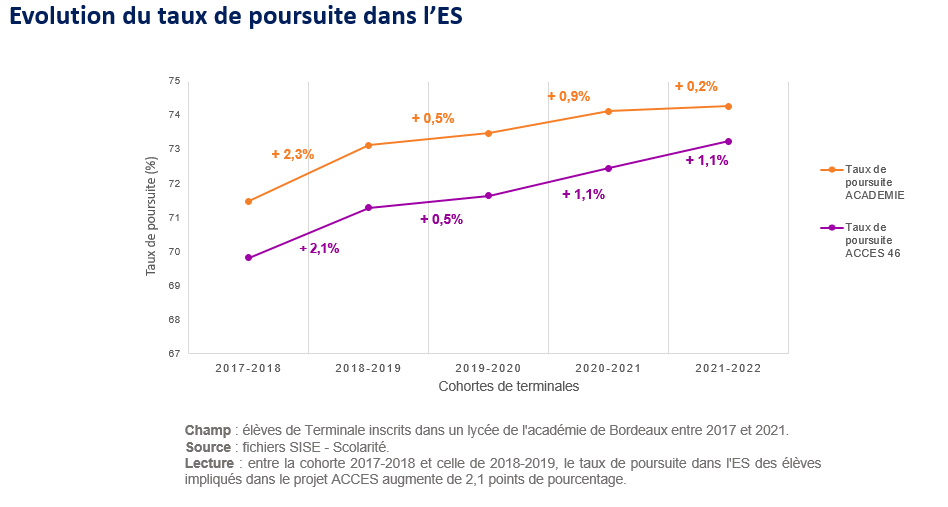 Evolution du taux de poursuite dans l'ES
75
74
73
72
71
70
69
68
67
Taux de poursuite (%)
+ 2,3%
+ 0,5%
+ 0,9%
+ 0,2%
+ 2,1%
+ 0,5%
+ 1,1%
+ 1,1%
2017-2018 2018-2019 2019-2020 2020-2021 2021-2022
Cohortes de terminales
Taux de
poursuite
ACADEMIE
Taux de
poursuite
ACCES 46
Champ : élèves de Terminale inscrits dans un lycée de l'académie de Bordeaux entre 2017 et 2021.
Source : fichiers SISE - Scolarité.
Lecture : entre la cohorte 2017-2018 et celle de 2018-2019, le taux de poursuite dans l'ES des élèves
impliqués dans le projet ACCES augmente de 2,1 points de pourcentage.